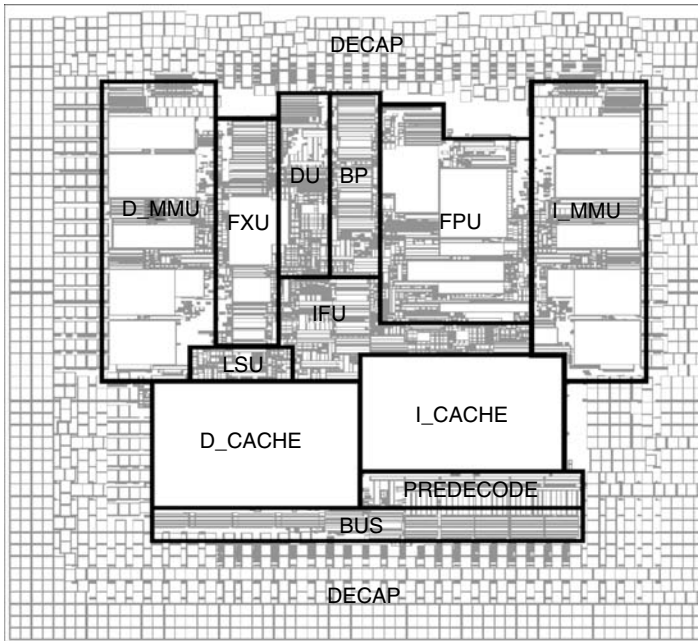 DECAP
DU
BP
D_MMU
FXU
FPU
I_MMU
IFU
LSU
I_CACHE
D_CACHE
PREDECODE
BUS
DECAP